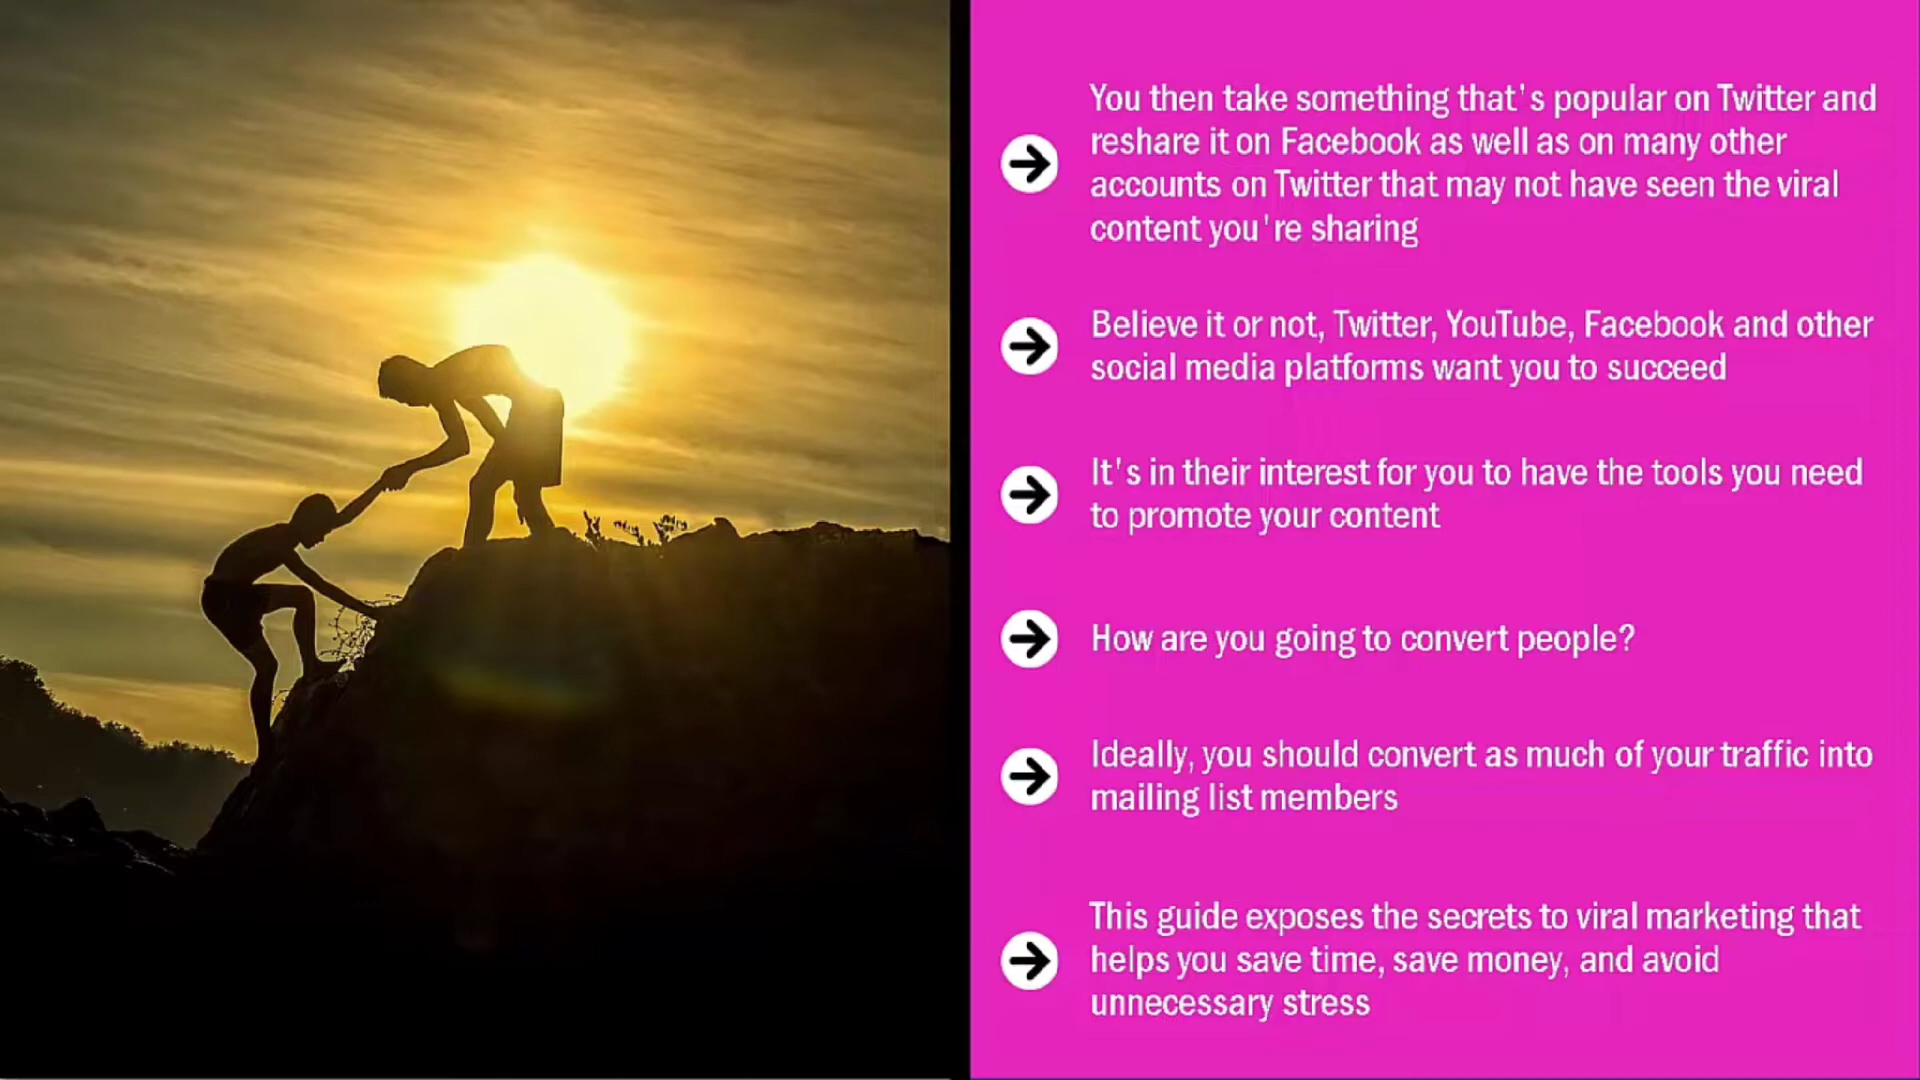 You then take something that's popular on Twitter and
reshare it on Facebook as well as on many other
accounts on Twitter that may not have seen the viral
content you're sharing
Believe it or not, Twitter, YouTube, Facebook and other
social media platforms want you to succeed
It's in their interest for you to have the tools you need
to promote your content
How are you going to convert people?
Ideally, you should convert as much of your traffic into
mailing list members
This guide exposes the secrets to viral marketing that
helps you save time, save money, and avoid
unnecessary stress